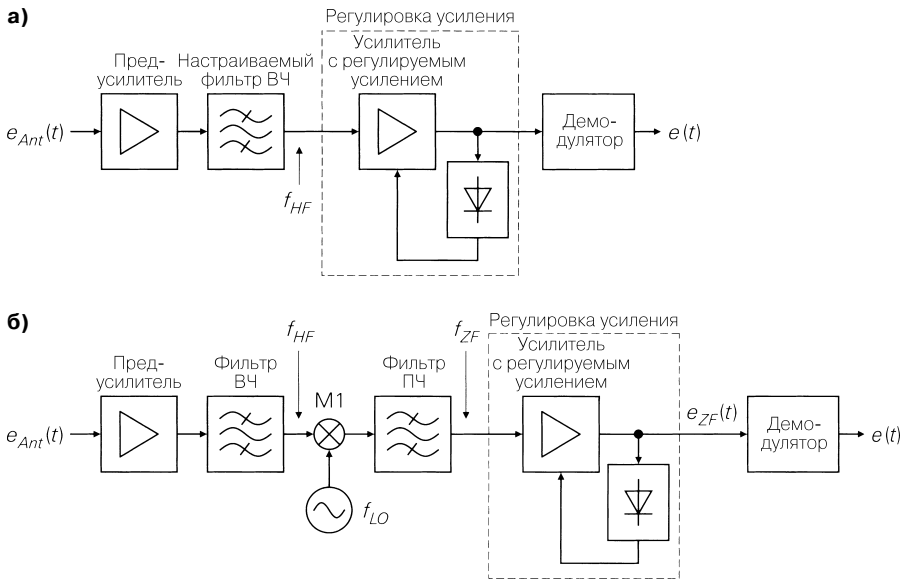 а)
Регулировка усиления
Пред-
усилитель
Настраиваемый
фильтр ВЧ
Усилитель
с регулируемым
усилением
e_Ant(t)
Демо-
дулятор
e(t)
f_HF
б)
f_HF
f_ZF
Регулировка усиления
Пред-
усилитель
Фильтр
ВЧ
M1
Фильтр
ПЧ
Усилитель
с регулируемым
усилением
e_Ant(t)
e_ZF(t)
Демо-
дулятор
e(t)
f_LO